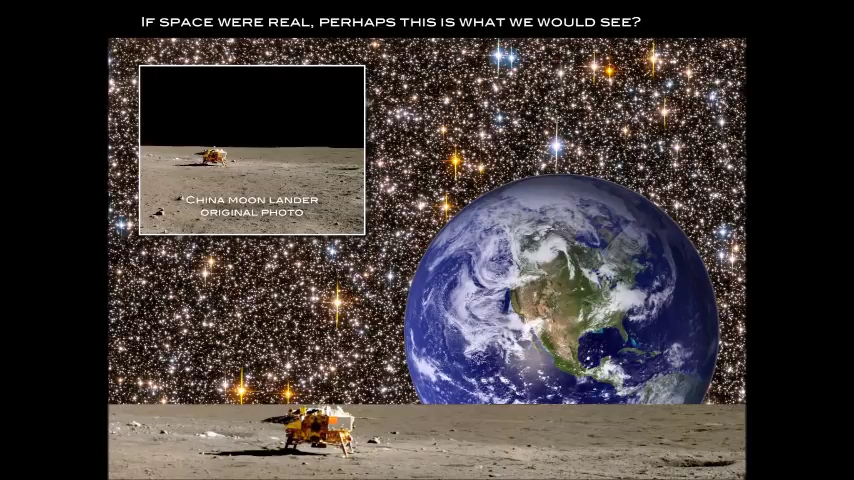 If space were real, perhaps this is what we would see?
*China moon lander
original photo